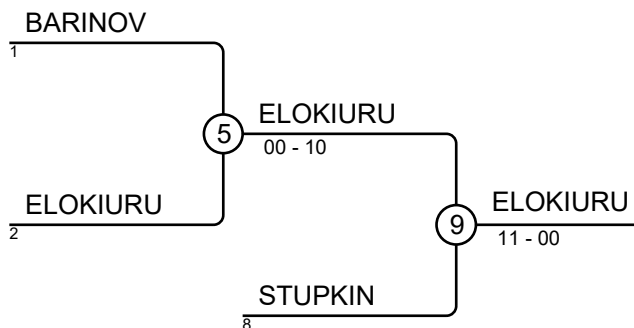 BARINOV
1
5
ELOKIURU
00 - 10
ELOKIURU
2
9
ELOKIURU
11 - 00
STUPKIN
8